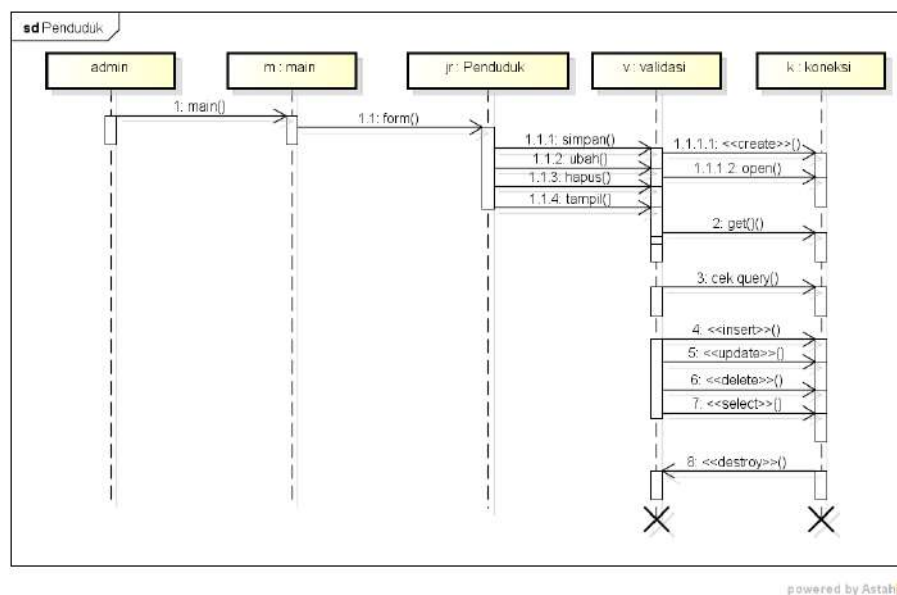 sd Penduduk
admin
m : main
jr : Penduduk
v : validasi
k : koneksi
1: main()
1.1: form()
1.1.1: simpan()
1.1.1.1: <<create>>()
1.1.2: ubah()
1.1.1.2: open()
1.1.3: hapus()
1.1.4: tampil()
2: get()()
3: cek query()
4: <<insert>>()
5: <<update>>()
6: <<delete>>()
7: <<select>>()
8: <<destroy>>()
powered by Astah